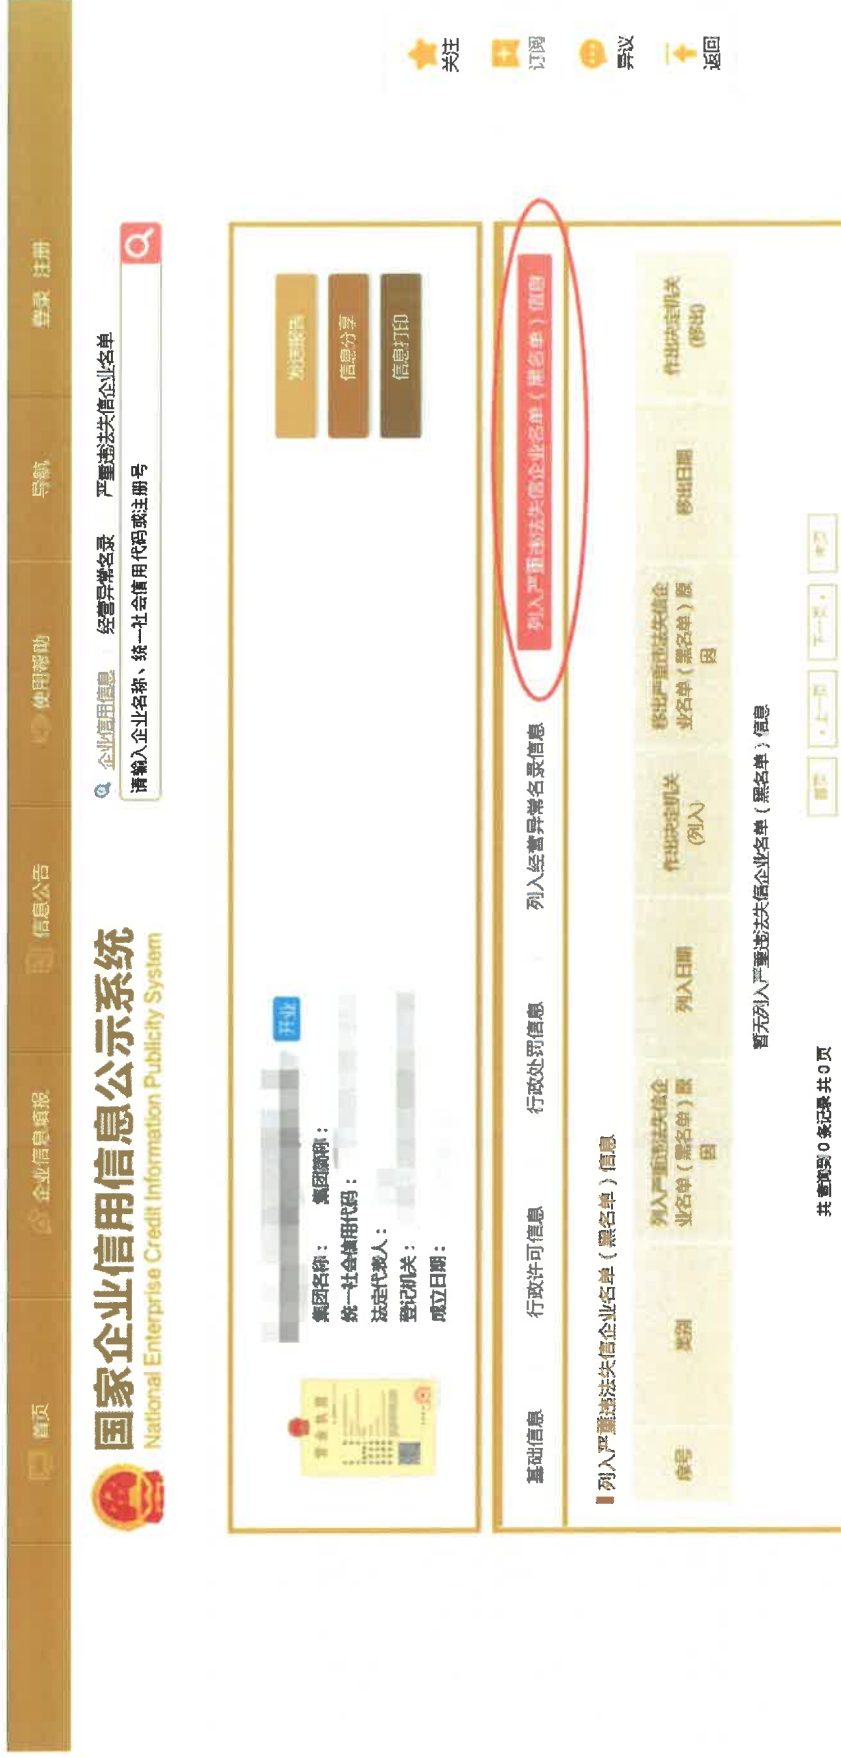 首页
企业信息填报
信息公告
使用帮助
导航
登录 注册
国家企业信用信息公示系统
National Enterprise Credit Information Publicity System
企业信用信息 经营异常名录 严重违法失信企业名单
请输入企业名称、统一社会信用代码或注册号
营业执照
开业
集团名称： 集团简称：
统一社会信用代码：
法定代表人：
登记机关：
成立日期：
发送报告
信息分享
信息打印
关注
订阅
异议
返回
基础信息
行政许可信息
行政处罚信息
列入经营异常名录信息
列入严重违法失信企业名单（黑名单）信息
列入严重违法失信企业名单（黑名单）信息
序号
类别
列入严重违法失信企
业名单（黑名单）原
因
列入日期
作出决定机关
(列入)
移出严重违法失信企
业名单（黑名单）原
因
移出日期
作出决定机关
(移出)
暂无列入严重违法失信企业名单（黑名单）信息
共 查询到 0 条记录 共 0 页
首页
上一页
下一页
末页